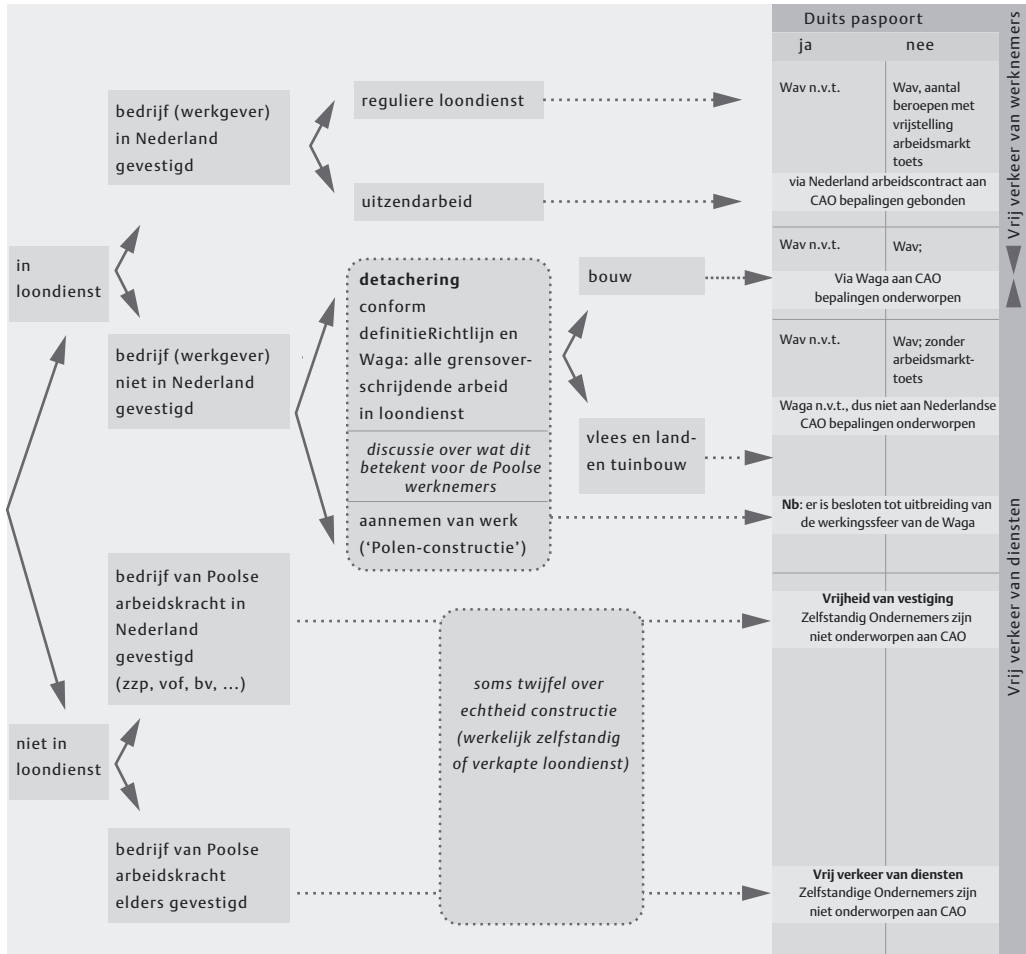 Duits paspoort
ja
nee
Vrij verkeer van werknemers
bedrijf (werkgever)
in Nederland
gevestigd
reguliere loondienst
Wav n.v.t.
Wav, aantal
beroepen met
vrijstelling
arbeidsmarkt
toets
uitzendarbeid
via Nederland arbeidscontract aan
CAO bepalingen gebonden
in
loondienst
detachering
conform
definitieRichtlijn en
Waga: alle grensover-
schrijdende arbeid
in loondienst
bouw
Wav n.v.t.
Wav;
Via Waga aan CAO
bepalingen onderworpen
bedrijf (werkgever)
niet in Nederland
gevestigd
Wav n.v.t.
Wav; zonder
arbeidsmarkt-
toets
Waga n.v.t., dus niet aan Nederlandse
CAO bepalingen onderworpen
vlees en land-
en tuinbouw
discussie over wat dit
betekent voor de Poolse
werknemers
aannemen van werk
(‘Polen-constructie’)
Nb: er is besloten tot uitbreiding van
de werkingssfeer van de Waga
Vrij verkeer van diensten
bedrijf van Poolse
arbeidskracht in
Nederland
gevestigd
(zzp, vof, bv, ...)
Vrijheid van vestiging
Zelfstandig Ondernemers zijn
niet onderworpen aan CAO
soms twijfel over
echtheid constructie
(werkelijk zelfstandig
of verkapte loondienst)
niet in
loondienst
bedrijf van Poolse
arbeidskracht
elders gevestigd
Vrij verkeer van diensten
Zelfstandige Ondernemers zijn
niet onderworpen aan CAO